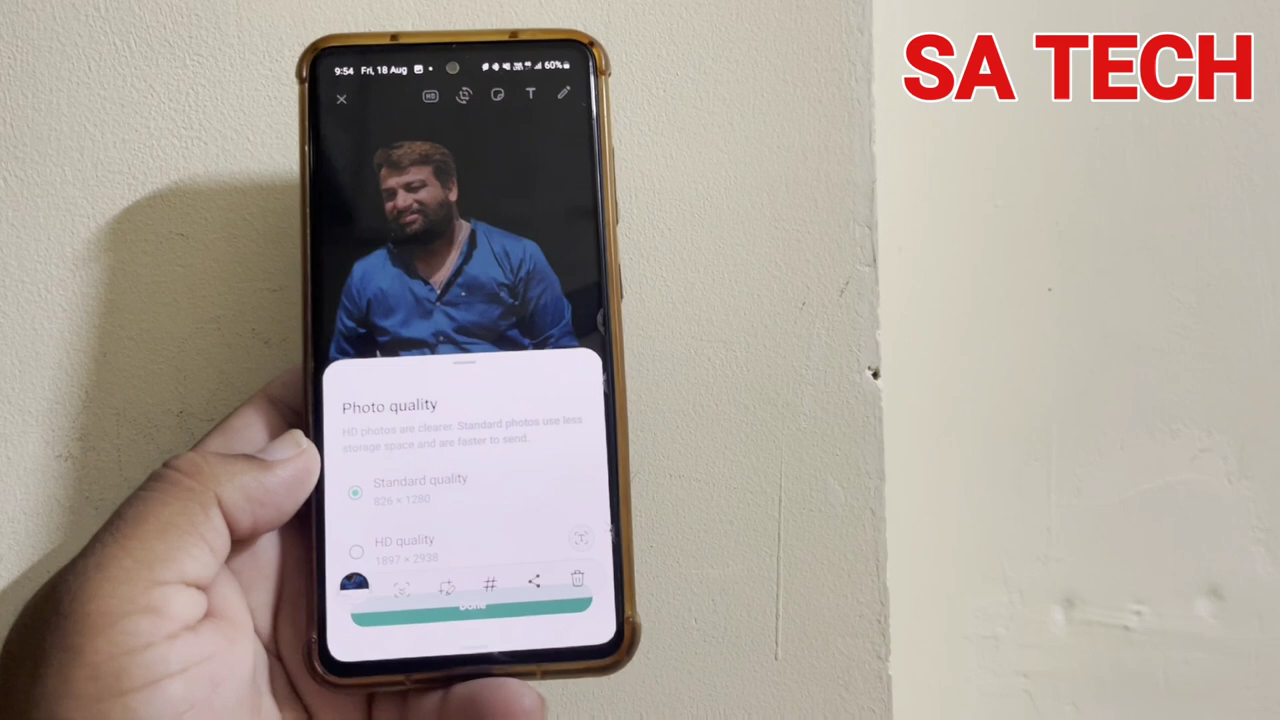 SA TECH
9:54 Fri, 18 Aug 60%
HD T
Photo quality
HD photos are clearer. Standard photos use less
storage space and are faster to send.
Standard quality
826 × 1280
HD quality
T
1897 × 2938
Done